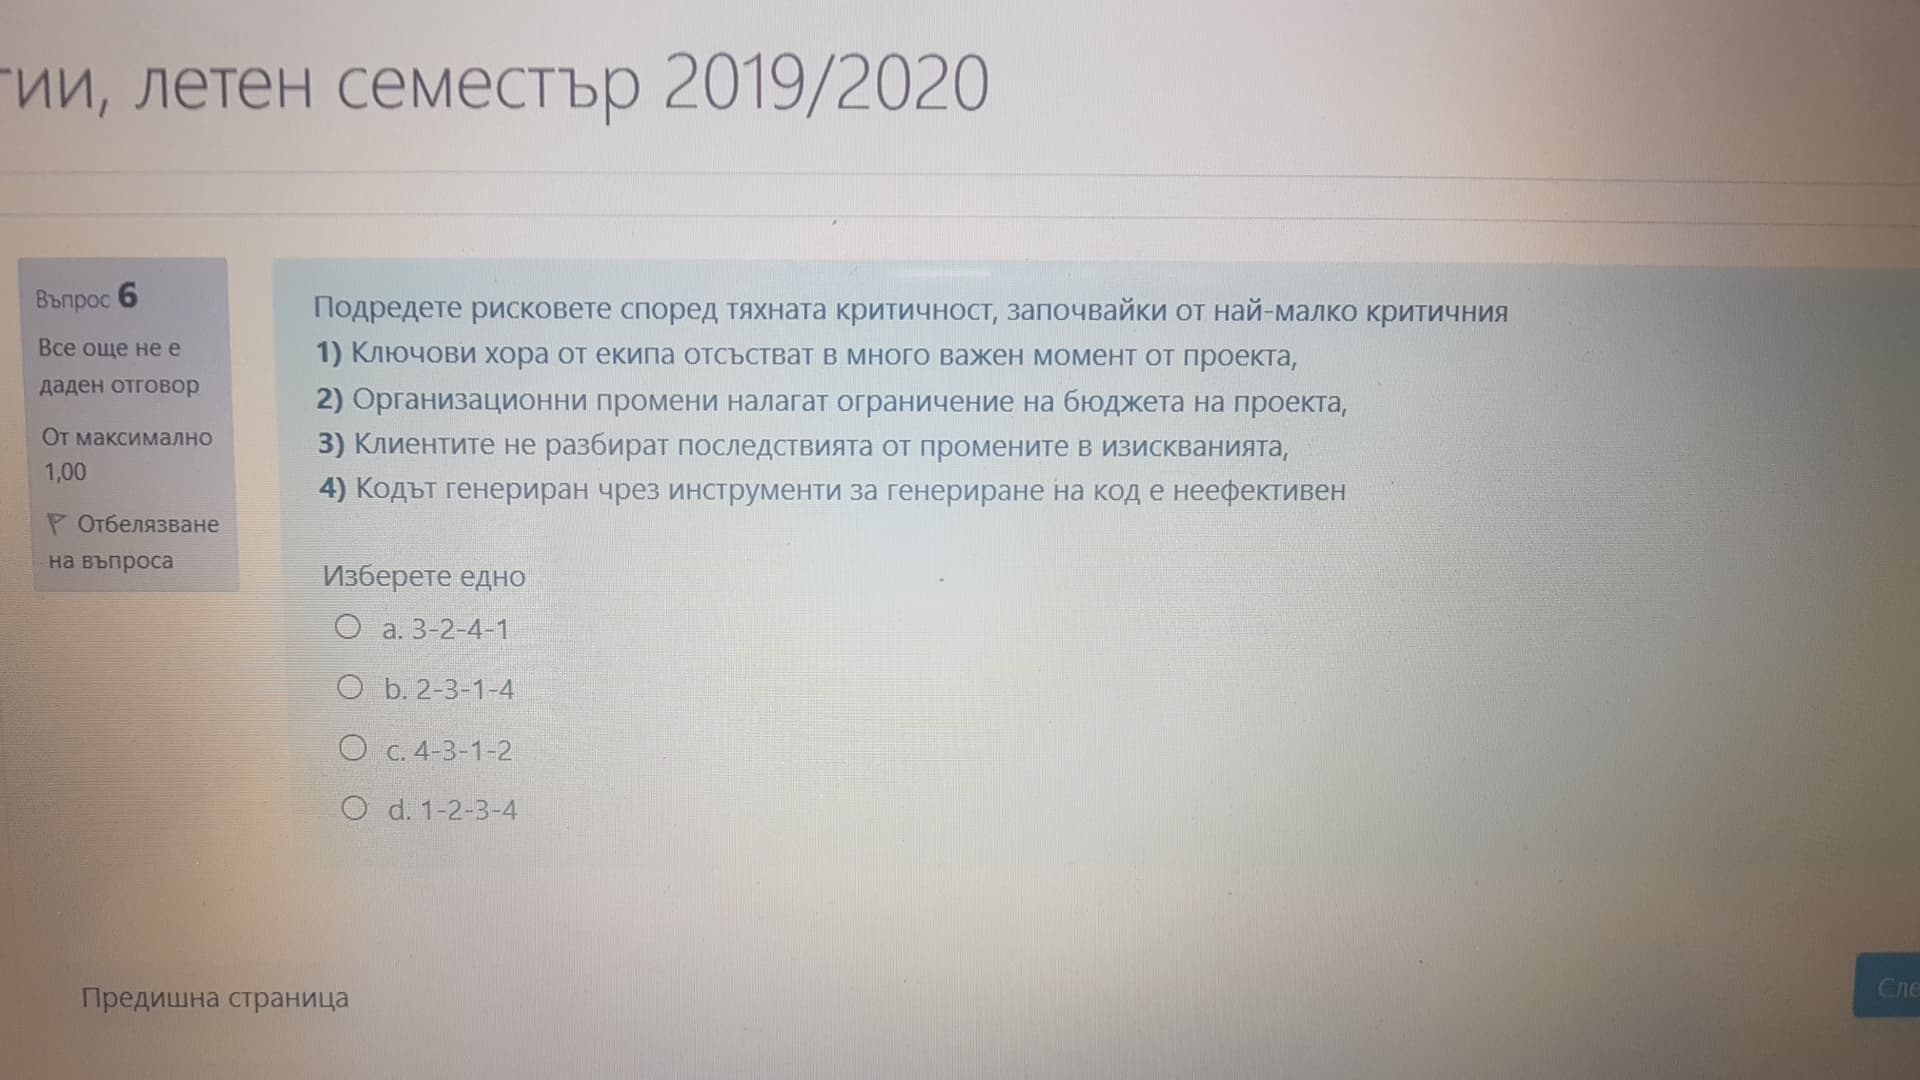 гии, летен семестър 2019/2020
Въпрос 6
Все още не е
даден отговор
От максимално
1,00
Отбелязване
на въпроса
Подредете рисковете според тяхната критичност, започвайки от най-малко критичния
1) Ключови хора от екипа отсъстват в много важен момент от проекта,
2) Организационни промени налагат ограничение на бюджета на проекта,
3) Клиентите не разбират последствията от промените в изискванията,
4) Кодът генериран чрез инструменти за генериране на код е неефективен
Изберете едно
a. 3-2-4-1
b. 2-3-1-4
c. 4-3-1-2
d. 1-2-3-4
Предишна страница
Сле